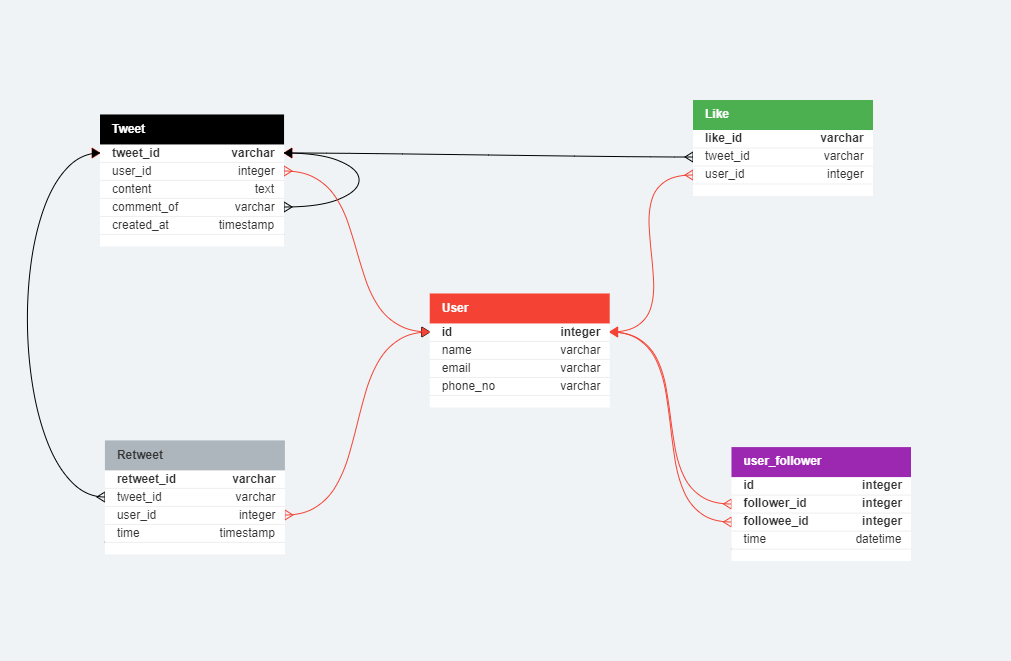 Tweet
tweet_id varchar
user_id integer
content text
comment_of varchar
created_at timestamp
Like
like_id varchar
tweet_id varchar
user_id integer
User
id integer
name varchar
email varchar
phone_no varchar
Retweet
retweet_id varchar
tweet_id varchar
user_id integer
time timestamp
user_follower
id integer
follower_id integer
followee_id integer
time datetime